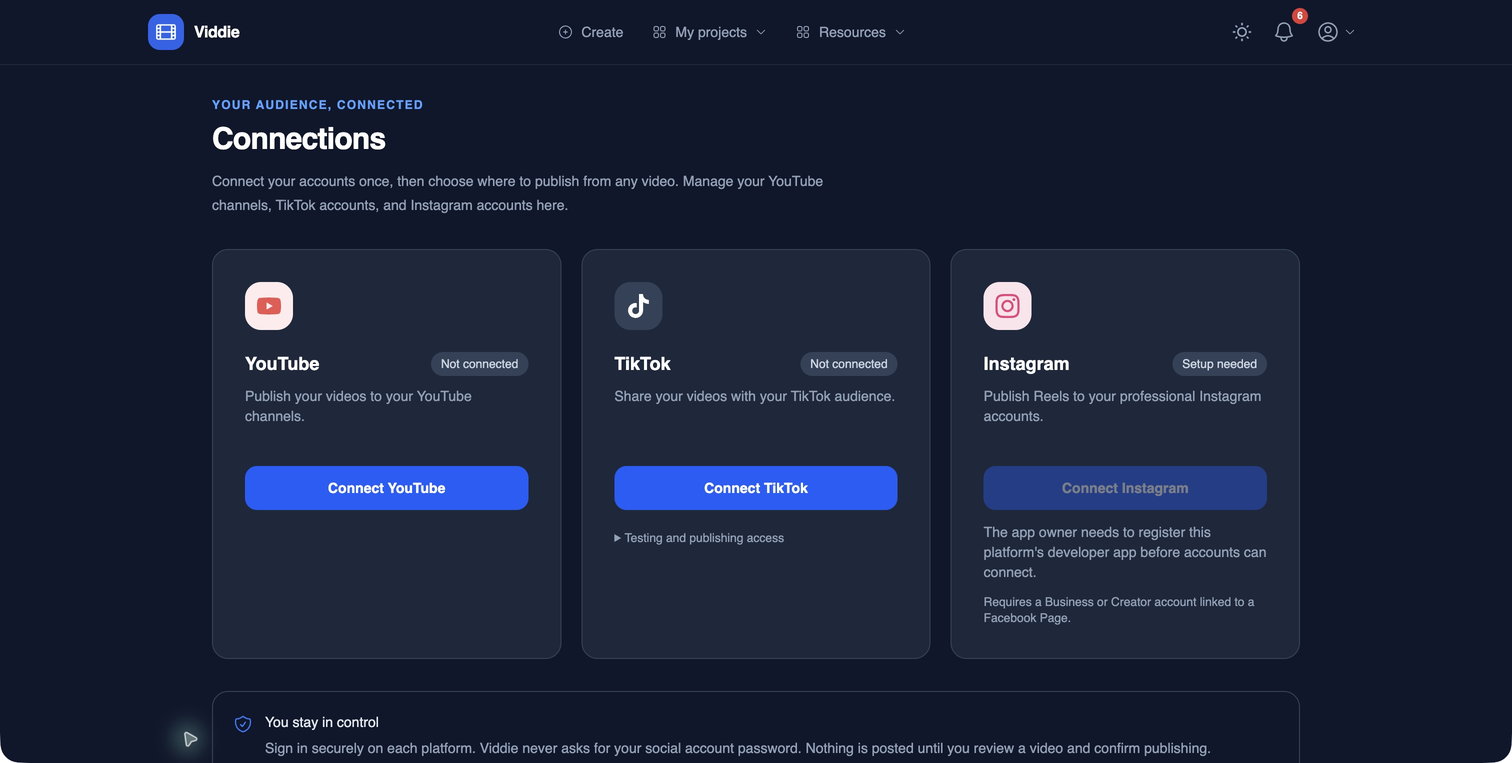 Viddie
Create
My projects
Resources
6
YOUR AUDIENCE, CONNECTED
Connections
Connect your accounts once, then choose where to publish from any video. Manage your YouTube
channels, TikTok accounts, and Instagram accounts here.
YouTube
Not connected
Publish your videos to your YouTube
channels.
Connect YouTube
TikTok
Not connected
Share your videos with your TikTok audience.
Connect TikTok
Testing and publishing access
Instagram
Setup needed
Publish Reels to your professional Instagram
accounts.
Connect Instagram
The app owner needs to register this
platform's developer app before accounts can
connect.
Requires a Business or Creator account linked to a
Facebook Page.
You stay in control
Sign in securely on each platform. Viddie never asks for your social account password. Nothing is posted until you review a video and confirm publishing.